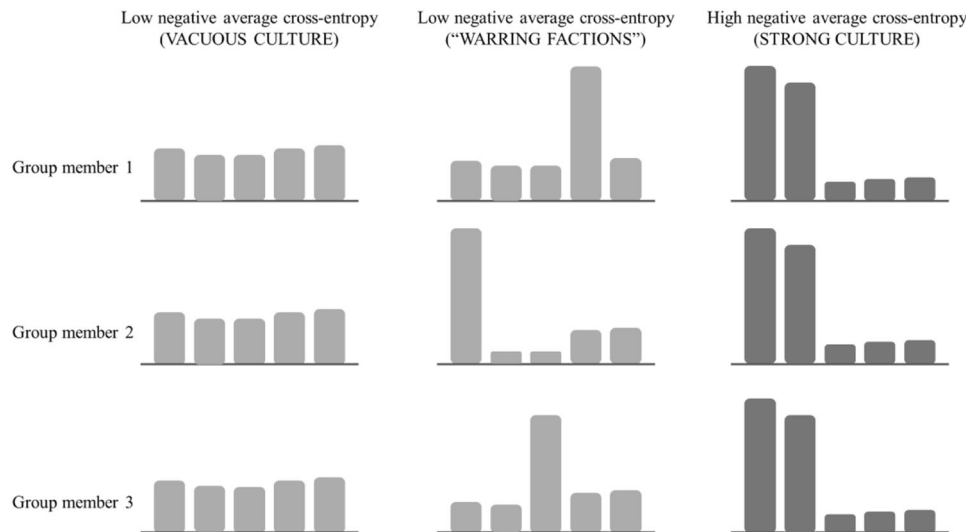 Low negative average cross-entropy
(VACUOUS CULTURE)
Low negative average cross-entropy
(“WARRING FACTIONS”)
High negative average cross-entropy
(STRONG CULTURE)
Group member 1
Group member 2
Group member 3